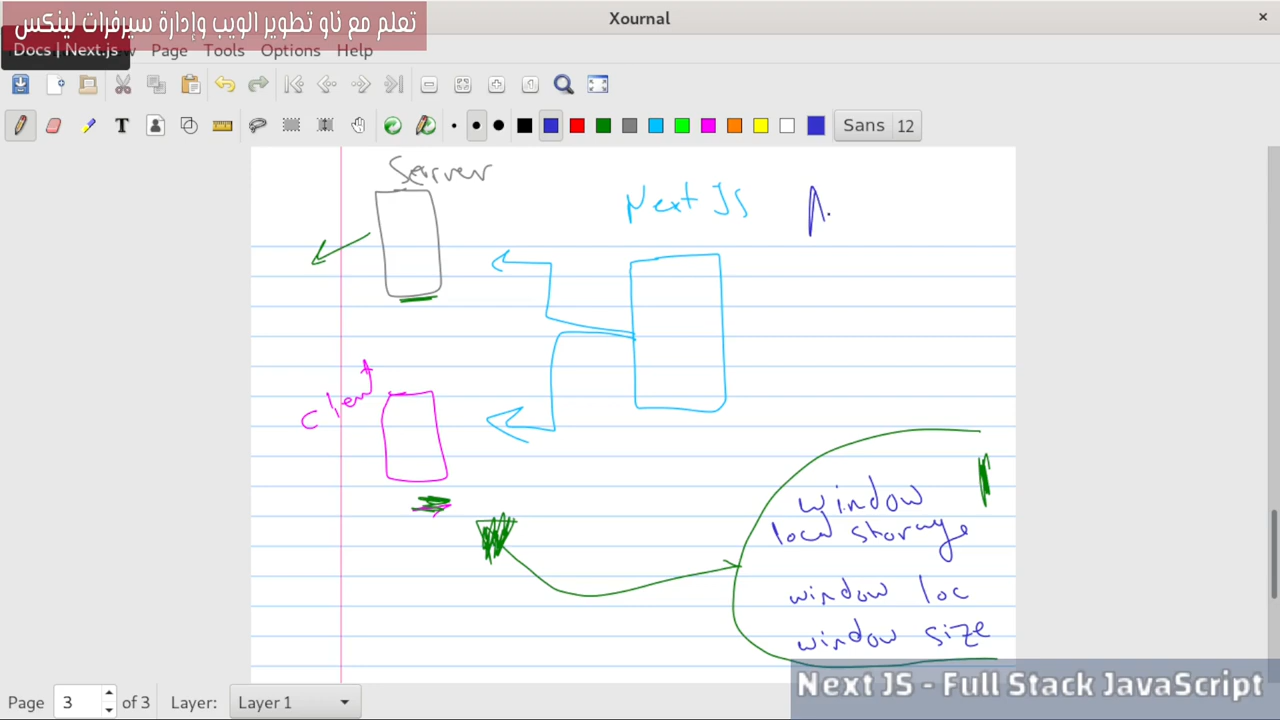 تعلم مع ناو تطوير الويب وإدارة سيرفرات لينكس
Xournal
Docs | Next.js
Page Tools Options Help
Sans 12
Server
Next JS
client
window
local storage
window loc
window size
Page 3 of 3 Layer: Layer 1
Next JS - Full Stack JavaScript